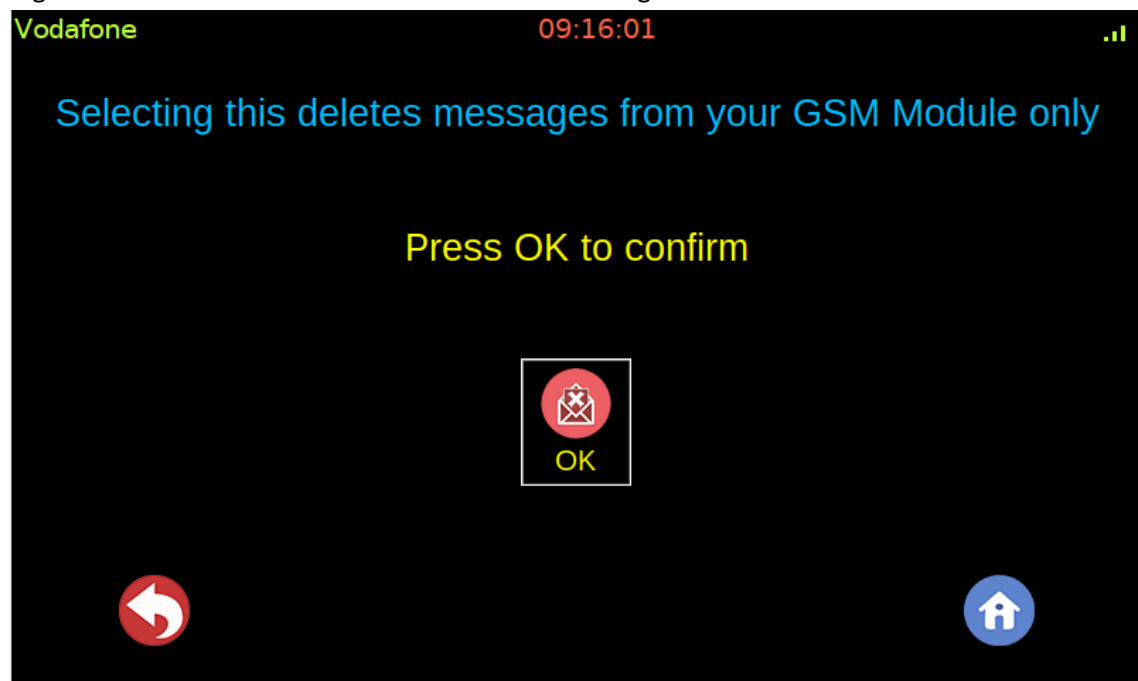 Vodafone 09:16:01
Selecting this deletes messages from your GSM Module only
Press OK to confirm
OK